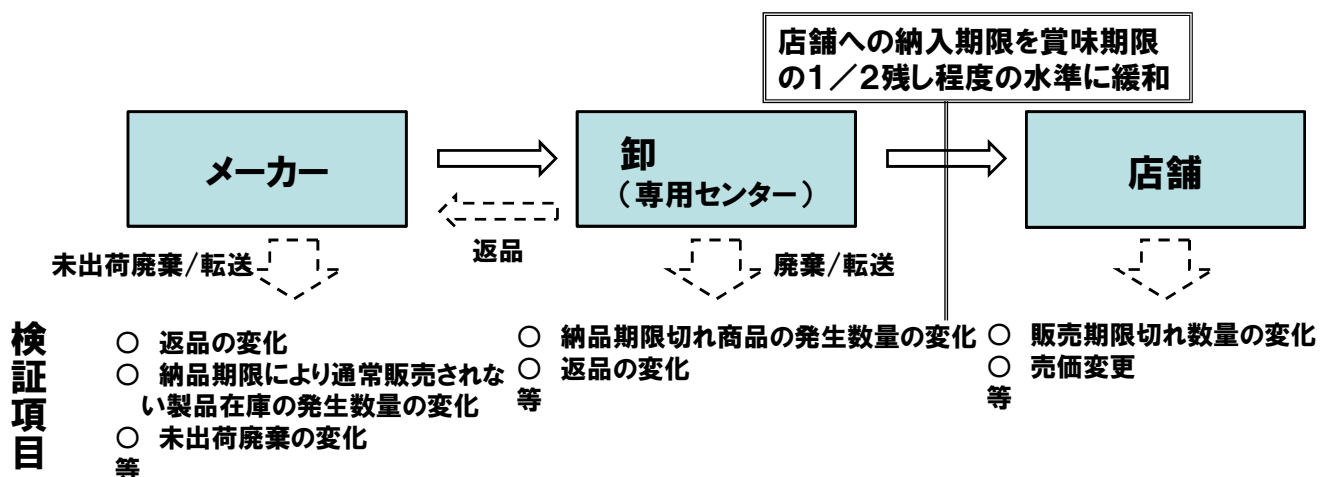 店舗への納入期限を賞味期限
の1/2残し程度の水準に緩和
メーカー
卸
(専用センター)
店舗
返品
未出荷廃棄/転送
廃棄/転送
検証項目
○ 返品の変化
○ 納品期限により通常販売されな
い製品在庫の発生数量の変化
○ 未出荷廃棄の変化
等
○ 納品期限切れ商品の発生数量の変化
○ 返品の変化
等
○ 販売期限切れ数量の変化
○ 売価変更
等